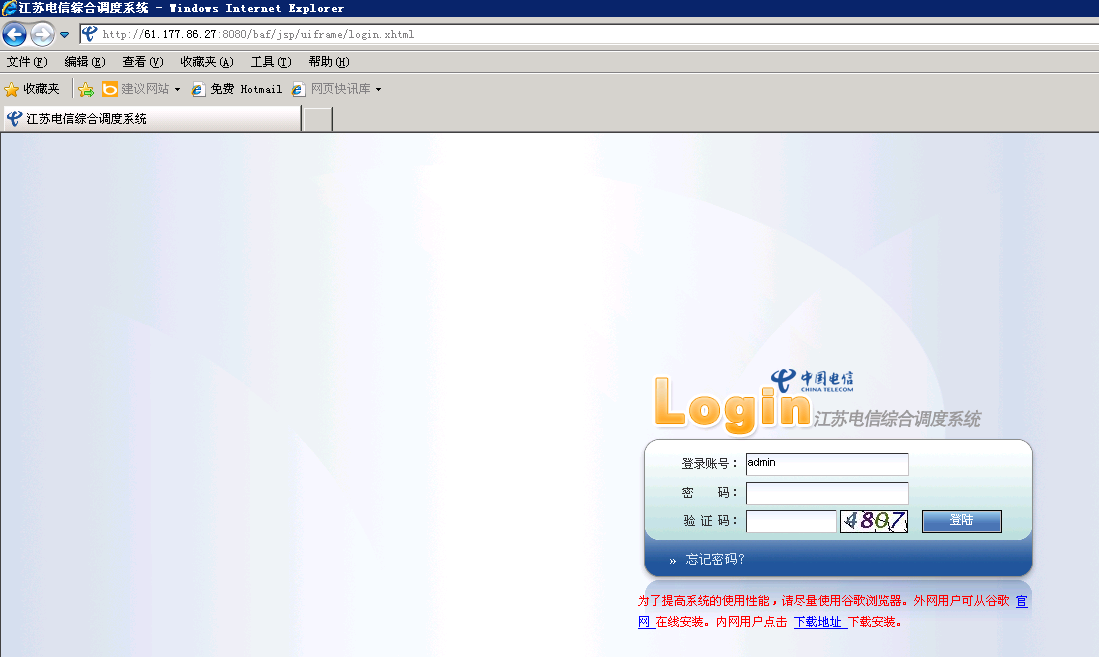 江苏电信综合调度系统 - Windows Internet Explorer
http://61.177.86.27:8080/baf/jsp/uiframe/login.xhtml
文件(F) 编辑(E) 查看(V) 收藏夹(A) 工具(T) 帮助(H)
收藏夹 建议网站 免费 Hotmail 网页快讯库
江苏电信综合调度系统
中国电信
CHINA TELECOM
Login 江苏电信综合调度系统
登录账号: admin
密 码:
验 证 码: 4807 登陆
» 忘记密码?
为了提高系统的使用性能,请尽量使用谷歌浏览器。外网用户可从谷歌 官
网 在线安装。内网用户点击 下载地址 下载安装。